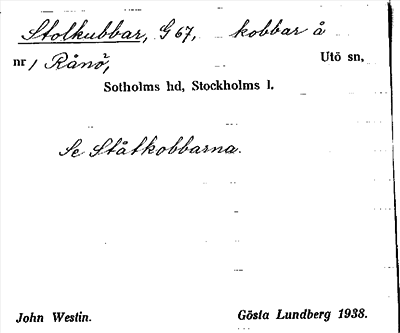 Stolkubbar, G 67, kobbar å
nr 1 Rånö, Utö sn,
Sotholms hd, Stockholms l.
Se Ståtkobbarna.
John Westin. Gösta Lundberg 1938.